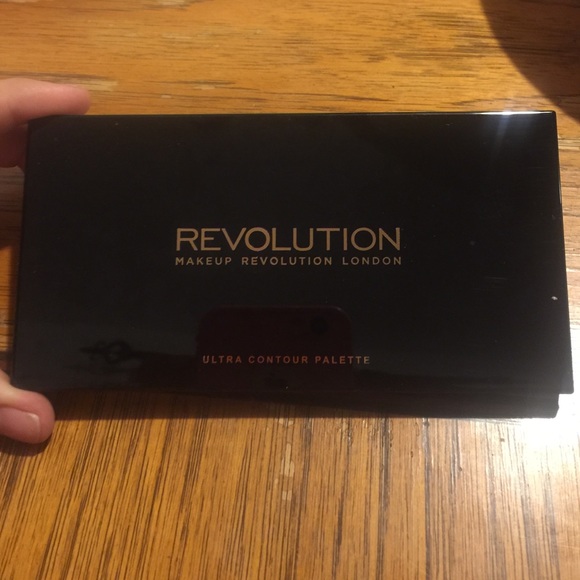 REVOLUTION
MAKEUP REVOLUTION LONDON
ULTRA CONTOUR PALETTE